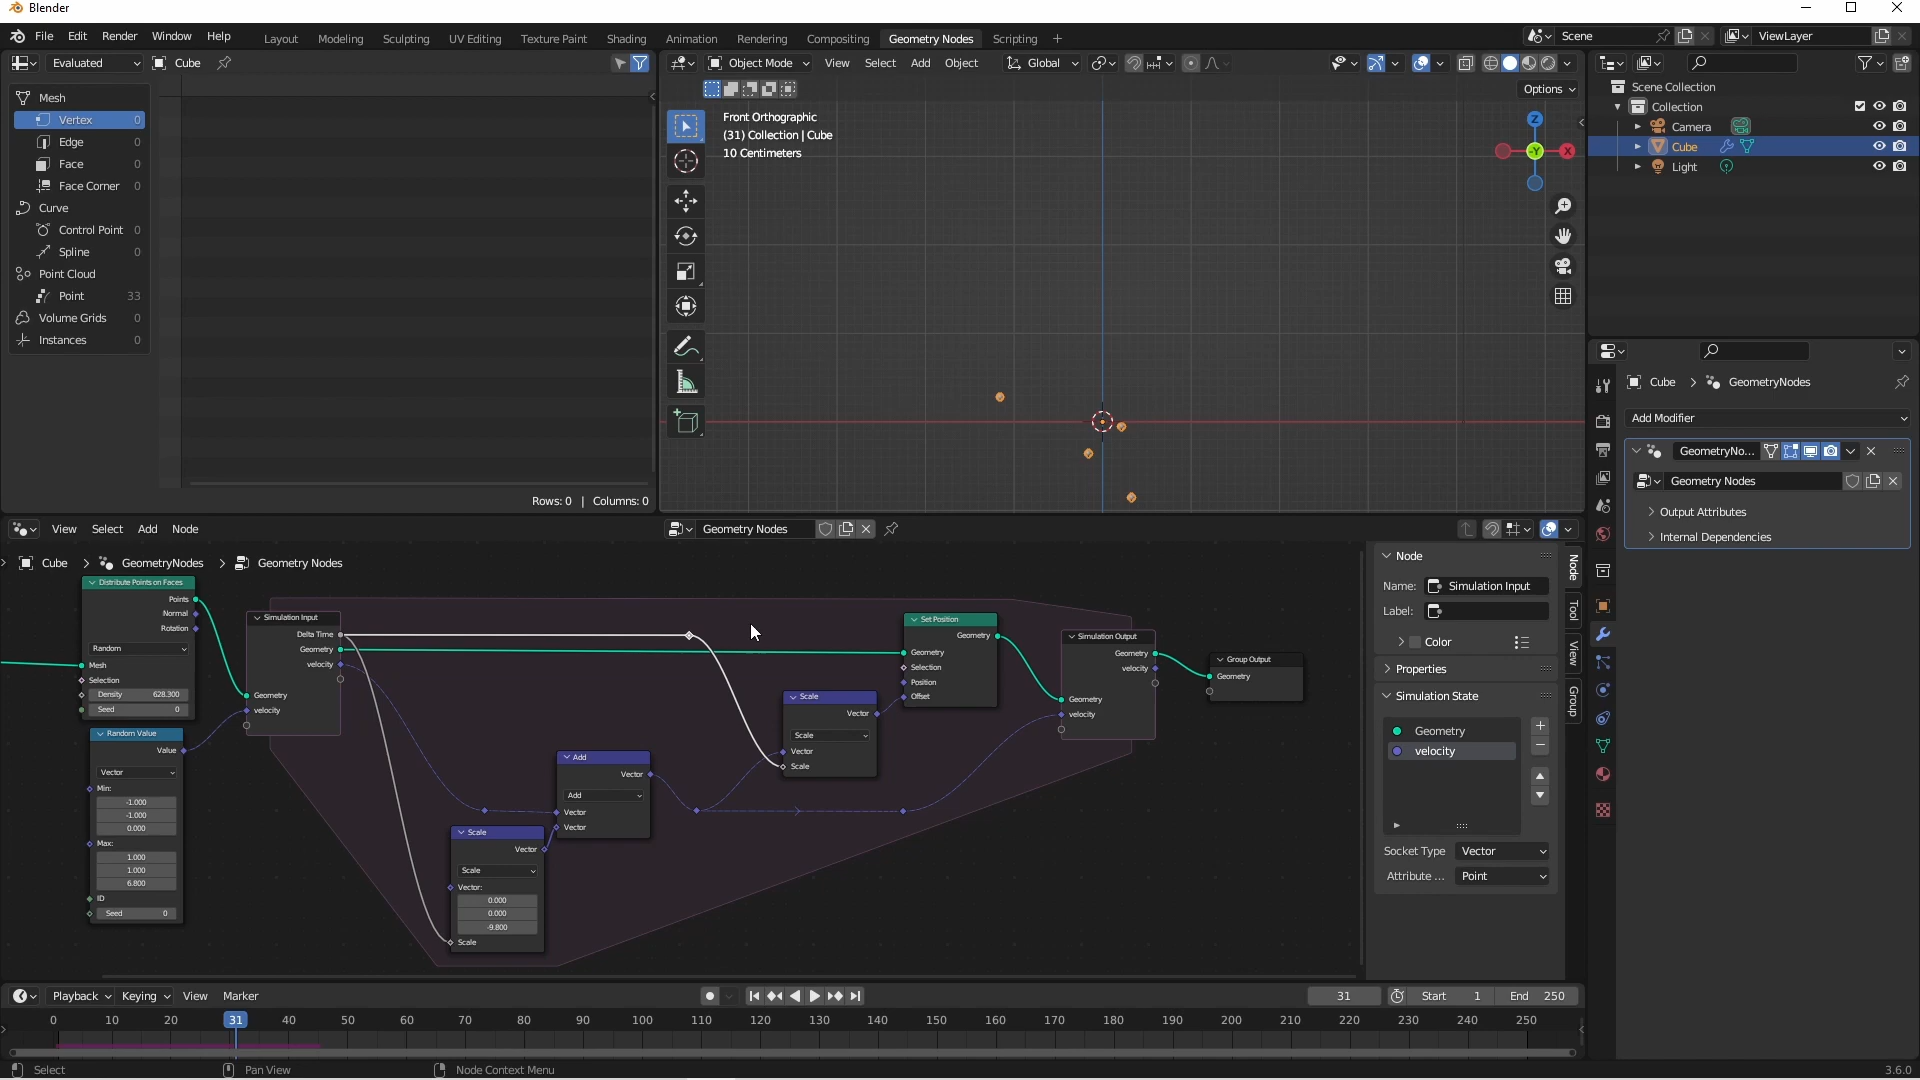 Blender
File Edit Render Window Help Layout Modeling Sculpting UV Editing Texture Paint Shading Animation Rendering Compositing Geometry Nodes Scripting + Scene ViewLayer
Evaluated Cube
Object Mode View Select Add Object Global
Options
Mesh
Vertex 0
Edge 0
Face 0
Face Corner 0
Curve
Control Point 0
Spline 0
Point Cloud
Point 33
Volume Grids 0
Instances 0
Rows: 0 | Columns: 0
Front Orthographic
(31) Collection | Cube
10 Centimeters
Z
-Y
X
Scene Collection
Collection
Camera
Cube
Light
Cube > GeometryNodes
Add Modifier
GeometryNo...
Geometry Nodes
Output Attributes
Internal Dependencies
View Select Add Node Geometry Nodes
Cube > GeometryNodes > Geometry Nodes
Distribute Points on Faces
Points
Normal
Rotation
Random
Mesh
Selection
Density 628.300
Seed 0
Random Value
Value
Vector
Min:
-1.000
-1.000
0.000
Max:
1.000
1.000
6.800
ID
Seed 0
Simulation Input
Delta Time
Geometry
velocity
Geometry
velocity
Scale
Vector
Scale
Vector:
0.000
0.000
-9.800
Scale
Add
Vector
Add
Vector
Vector
Scale
Vector
Scale
Vector
Scale
Set Position
Geometry
Geometry
Selection
Position
Offset
Simulation Output
Geometry
velocity
Geometry
velocity
Group Output
Geometry
Node
Name: Simulation Input
Label:
Color
Properties
Simulation State
Geometry
velocity
Socket Type Vector
Attribute ... Point
Node
Tool
View
Group
Playback Keying View Marker 31 Start 1 End 250
0 10 20 31 40 50 60 70 80 90 100 110 120 130 140 150 160 170 180 190 200 210 220 230 240 250
Select Pan View Node Context Menu 3.6.0